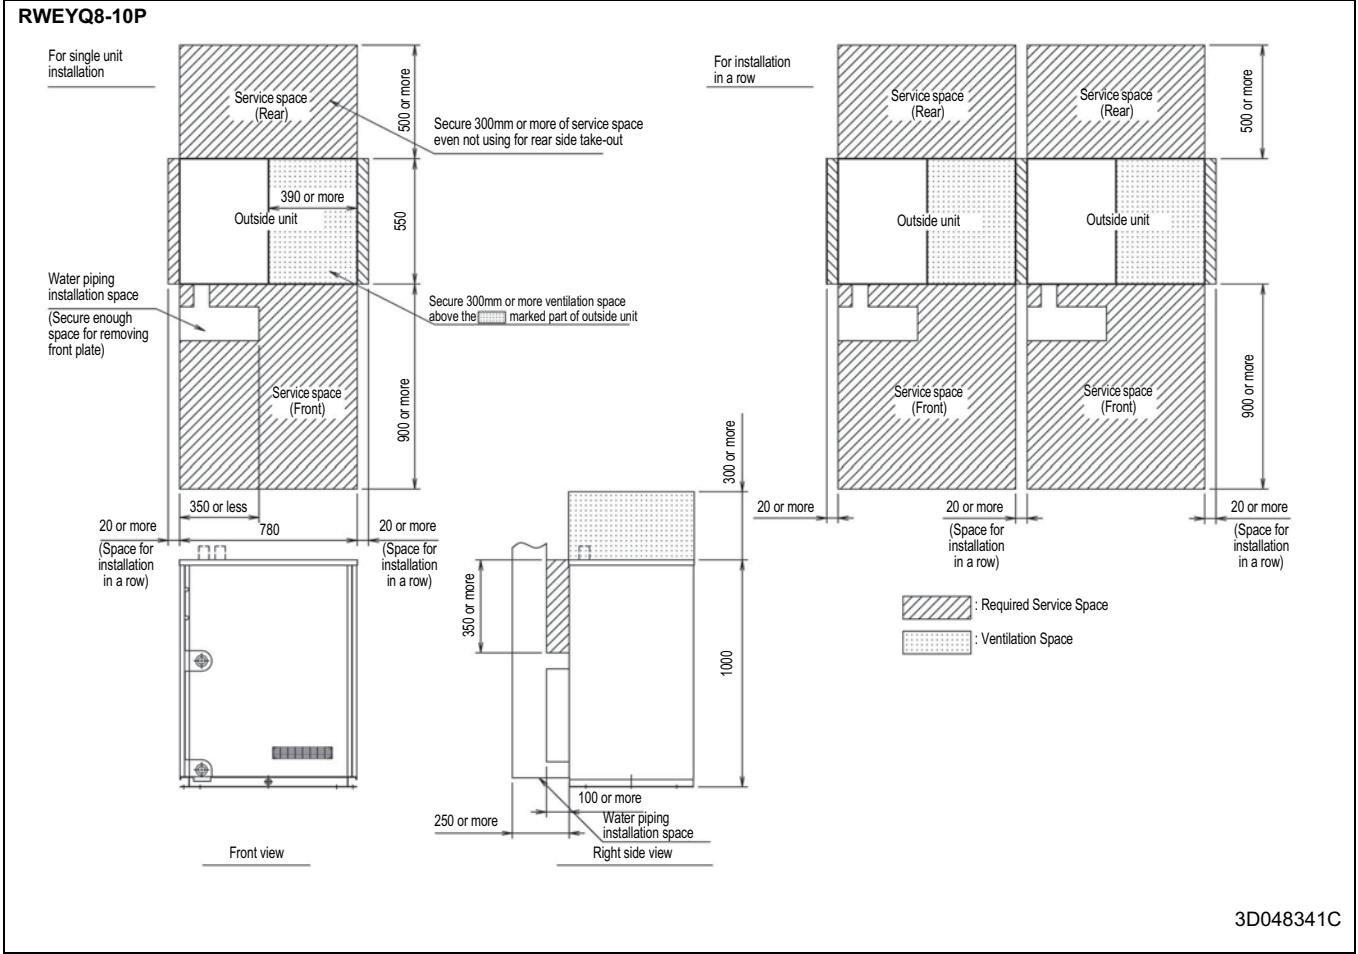 RWEYQ8-10P
For single unit
installation
Service space
(Rear)
500 or more
Secure 300mm or more of service space
even not using for rear side take-out
390 or more
Outside unit
550
Water piping
installation space
(Secure enough
space for removing
front plate)
Secure 300mm or more ventilation space
above the marked part of outside unit
Service space
(Front)
900 or more
350 or less
780
20 or more
(Space for
installation
in a row)
20 or more
(Space for
installation
in a row)
Front view
300 or more
350 or more
1000
100 or more
250 or more
Water piping
installation space
Right side view
For installation
in a row
Service space
(Rear)
Service space
(Rear)
500 or more
Outside unit
Outside unit
Service space
(Front)
Service space
(Front)
900 or more
20 or more
20 or more
(Space for
installation
in a row)
20 or more
(Space for
installation
in a row)
: Required Service Space
: Ventilation Space
3D048341C